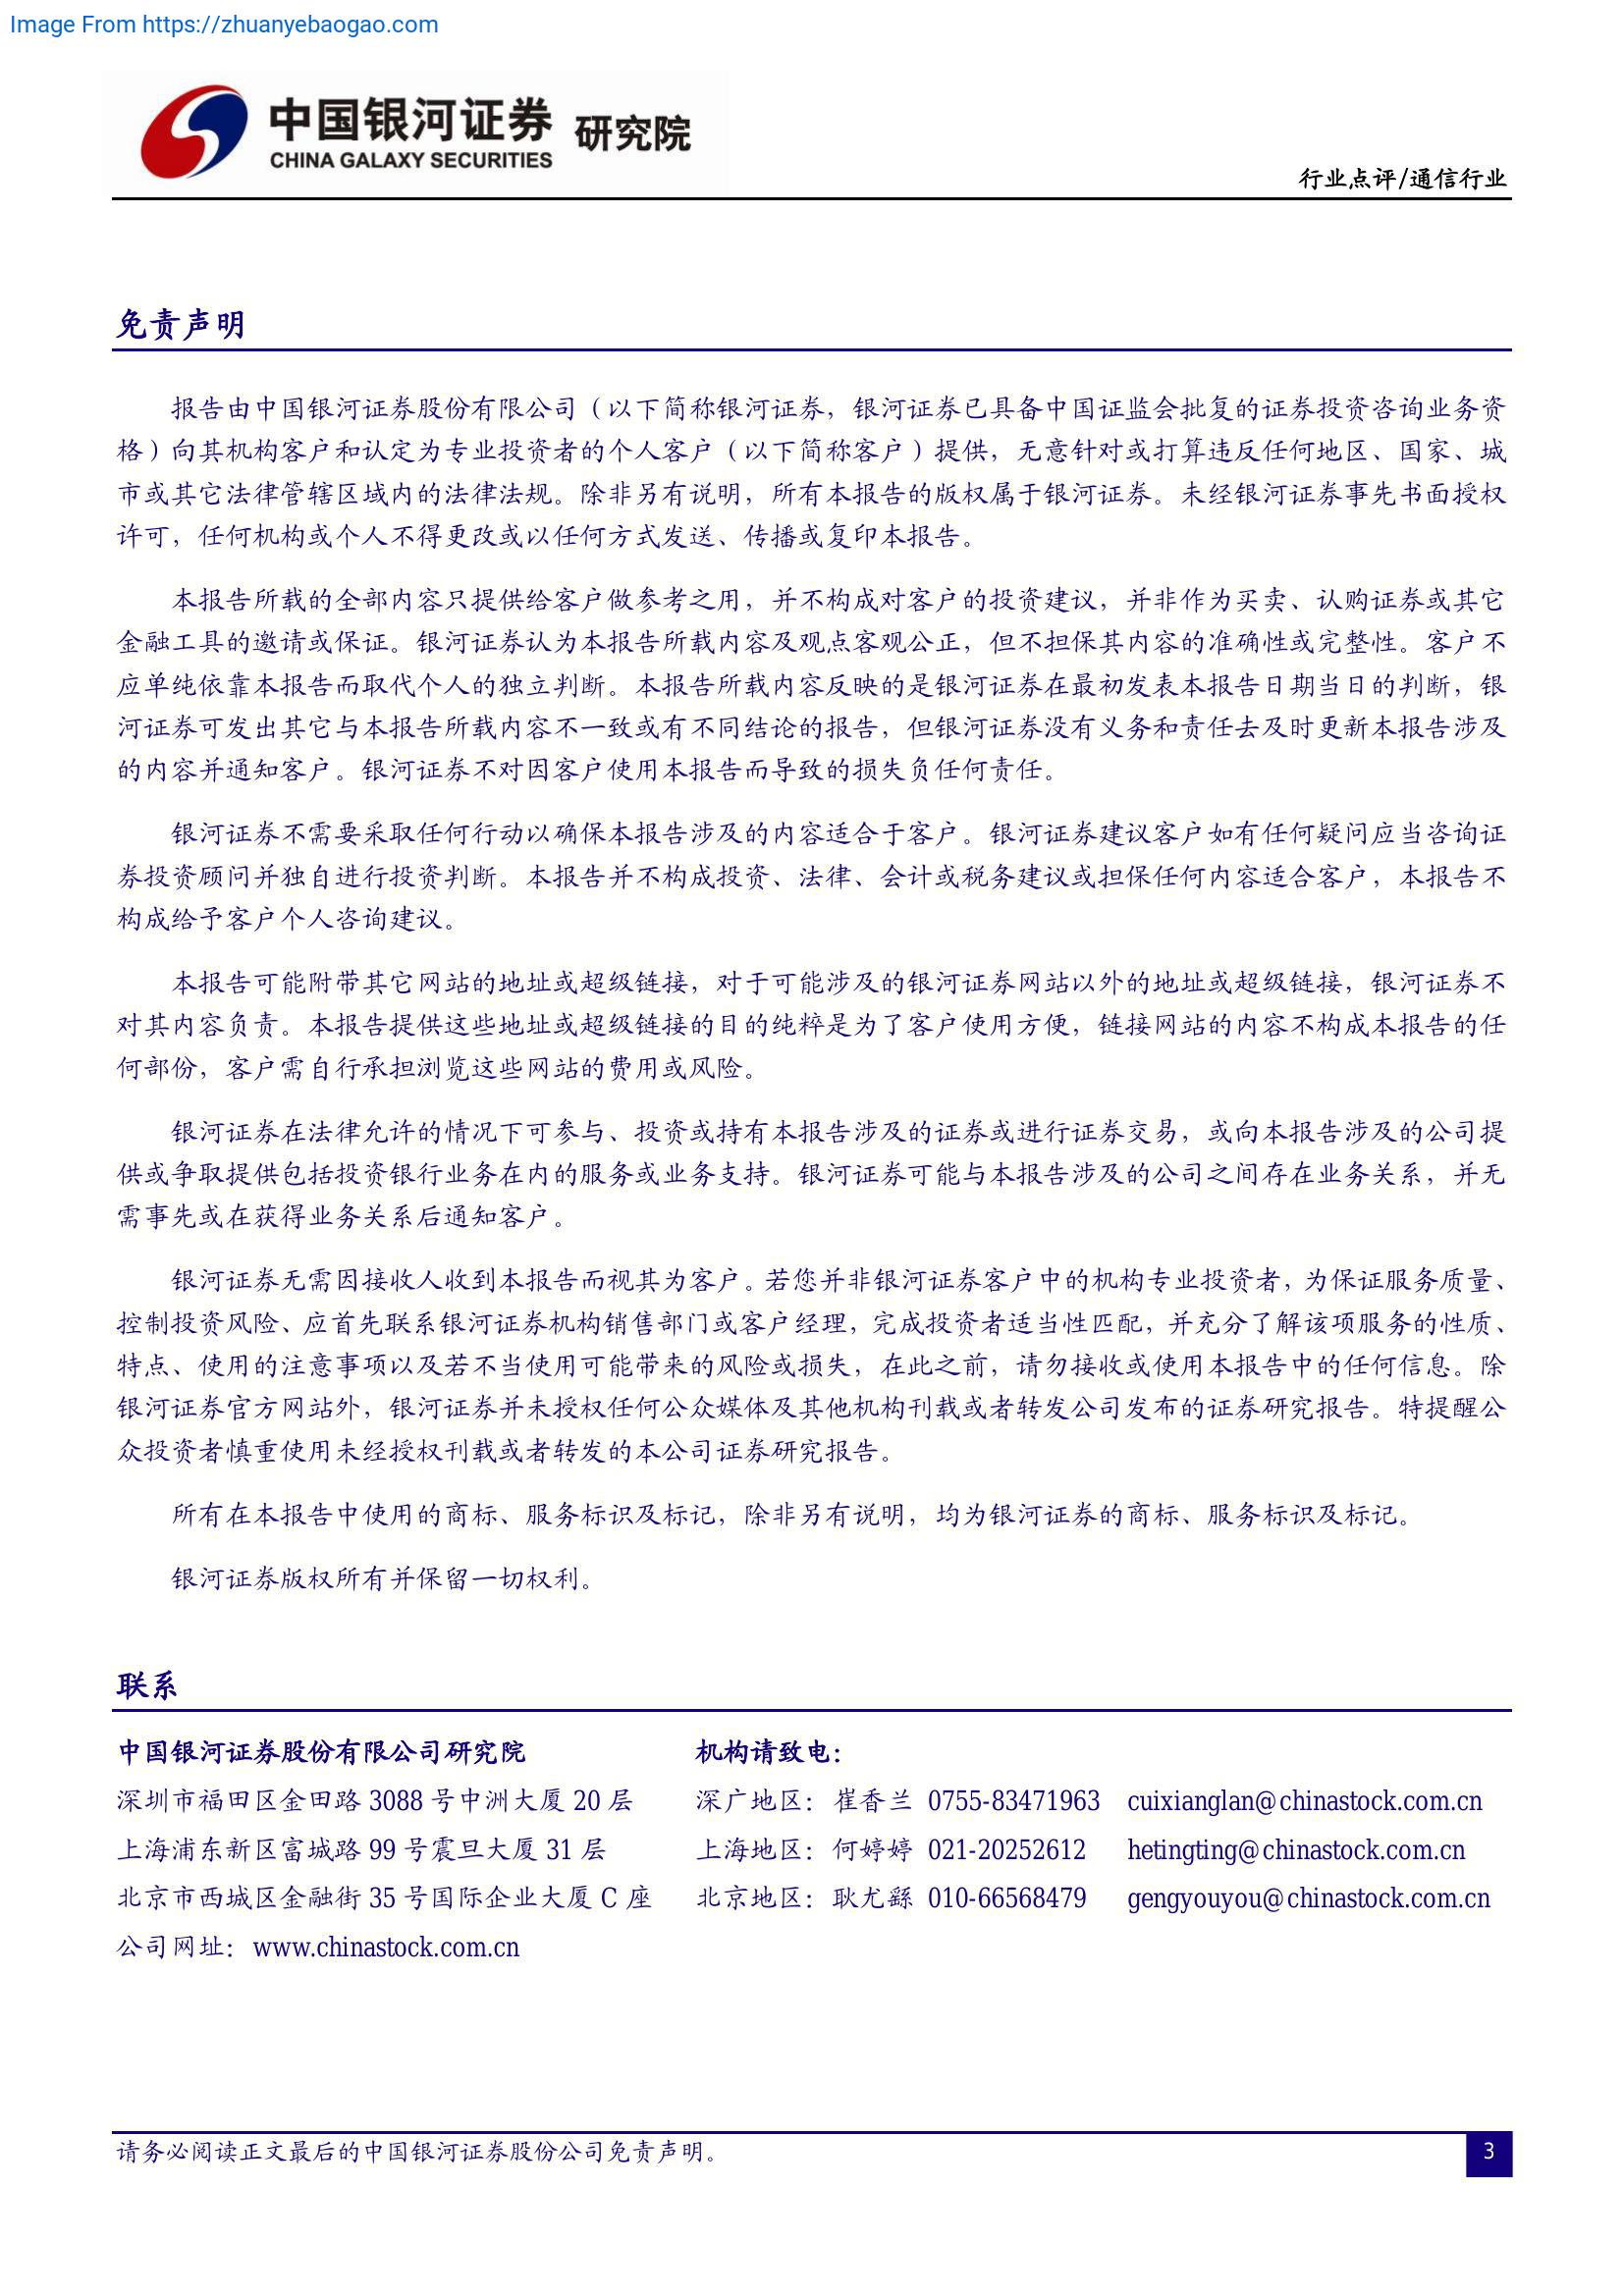 Image From https://zhuanyebaogao.com
中国银河证券 研究院
CHINA GALAXY SECURITIES
行业点评/通信行业
免责声明
报告由中国银河证券股份有限公司（以下简称银河证券，银河证券已具备中国证监会批复的证券投资咨询业务资
格）向其机构客户和认定为专业投资者的个人客户（以下简称客户）提供，无意针对或打算违反任何地区、国家、城
市或其它法律管辖区域内的法律法规。除非另有说明，所有本报告的版权属于银河证券。未经银河证券事先书面授权
许可，任何机构或个人不得更改或以任何方式发送、传播或复印本报告。
本报告所载的全部内容只提供给客户做参考之用，并不构成对客户的投资建议，并非作为买卖、认购证券或其它
金融工具的邀请或保证。银河证券认为本报告所载内容及观点客观公正，但不担保其内容的准确性或完整性。客户不
应单纯依靠本报告而取代个人的独立判断。本报告所载内容反映的是银河证券在最初发表本报告日期当日的判断，银
河证券可发出其它与本报告所载内容不一致或有不同结论的报告，但银河证券没有义务和责任去及时更新本报告涉及
的内容并通知客户。银河证券不对因客户使用本报告而导致的损失负任何责任。
银河证券不需要采取任何行动以确保本报告涉及的内容适合于客户。银河证券建议客户如有任何疑问应当咨询证
券投资顾问并独自进行投资判断。本报告并不构成投资、法律、会计或税务建议或担保任何内容适合客户，本报告不
构成给予客户个人咨询建议。
本报告可能附带其它网站的地址或超级链接，对于可能涉及的银河证券网站以外的地址或超级链接，银河证券不
对其内容负责。本报告提供这些地址或超级链接的目的纯粹是为了客户使用方便，链接网站的内容不构成本报告的任
何部份，客户需自行承担浏览这些网站的费用或风险。
银河证券在法律允许的情况下可参与、投资或持有本报告涉及的证券或进行证券交易，或向本报告涉及的公司提
供或争取提供包括投资银行业务在内的服务或业务支持。银河证券可能与本报告涉及的公司之间存在业务关系，并无
需事先或在获得业务关系后通知客户。
银河证券无需因接收人收到本报告而视其为客户。若您并非银河证券客户中的机构专业投资者，为保证服务质量、
控制投资风险、应首先联系银河证券机构销售部门或客户经理，完成投资者适当性匹配，并充分了解该项服务的性质、
特点、使用的注意事项以及若不当使用可能带来的风险或损失，在此之前，请勿接收或使用本报告中的任何信息。除
银河证券官方网站外，银河证券并未授权任何公众媒体及其他机构刊载或者转发公司发布的证券研究报告。特提醒公
众投资者慎重使用未经授权刊载或者转发的本公司证券研究报告。
所有在本报告中使用的商标、服务标识及标记，除非另有说明，均为银河证券的商标、服务标识及标记。
银河证券版权所有并保留一切权利。
联系
中国银河证券股份有限公司研究院 机构请致电：
深圳市福田区金田路 3088 号中洲大厦 20 层 深广地区：崔香兰 0755-83471963 cuixianglan@chinastock.com.cn
上海浦东新区富城路 99 号震旦大厦 31 层 上海地区：何婷婷 021-20252612 hetingting@chinastock.com.cn
北京市西城区金融街 35 号国际企业大厦 C 座 北京地区：耿尤繇 010-66568479 gengyouyou@chinastock.com.cn
公司网址：www.chinastock.com.cn
请务必阅读正文最后的中国银河证券股份公司免责声明。
3